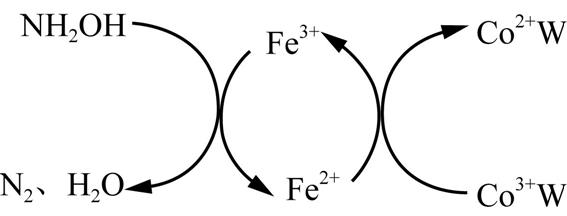 NH₂OH
Fe³⁺
Co²⁺W
N₂、H₂O
Fe²⁺
Co³⁺W